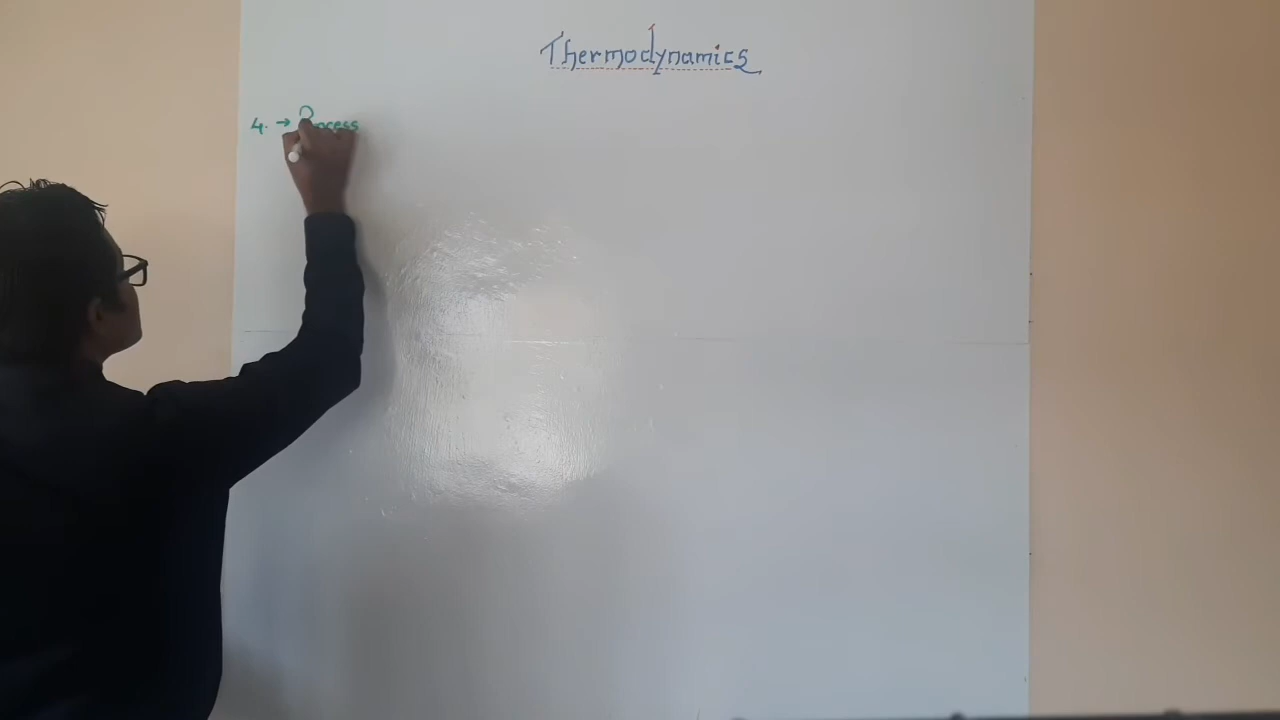 Thermodynamics
4. → Process